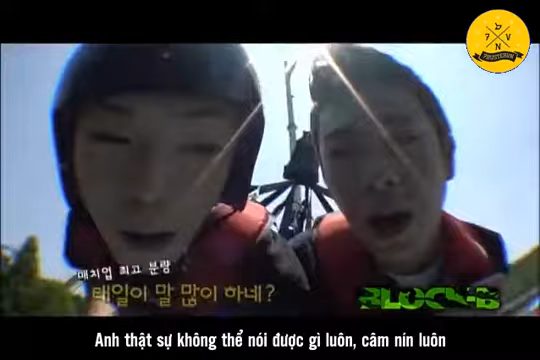 7 V
N
매치업 최고 분량
태일이 말 많이 하네?
BLOCK-B
Anh thật sự không thể nói được gì luôn, câm nín luôn